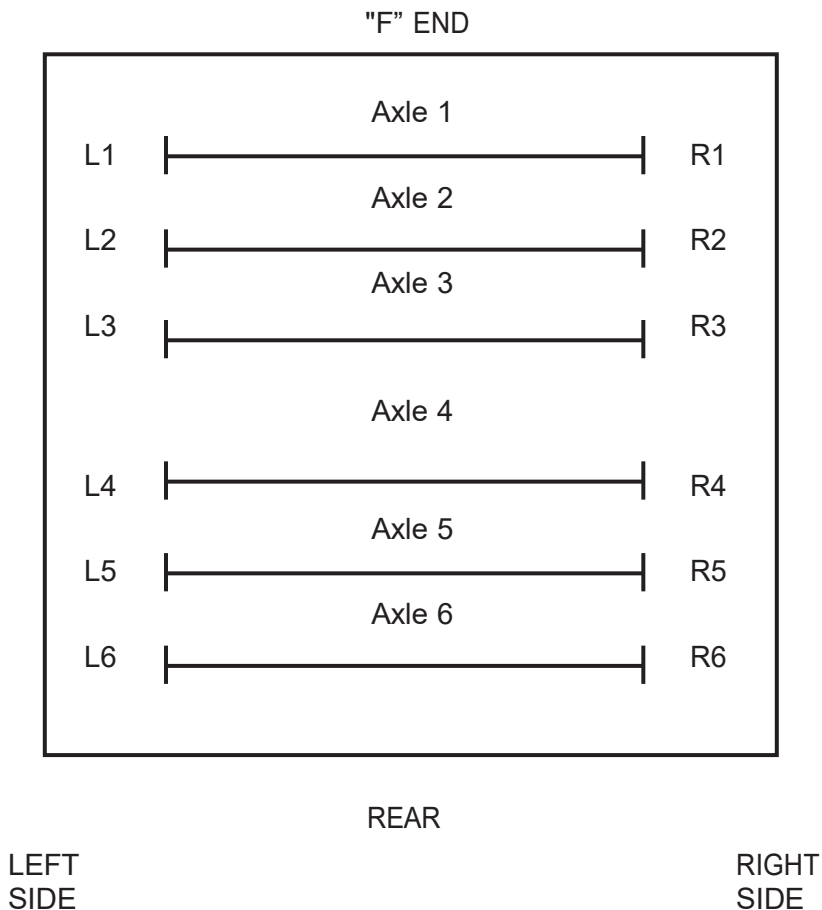 "F” END
Axle 1
L1 R1
Axle 2
L2 R2
Axle 3
L3 R3
Axle 4
L4 R4
Axle 5
L5 R5
Axle 6
L6 R6
REAR
LEFT
SIDE
RIGHT
SIDE